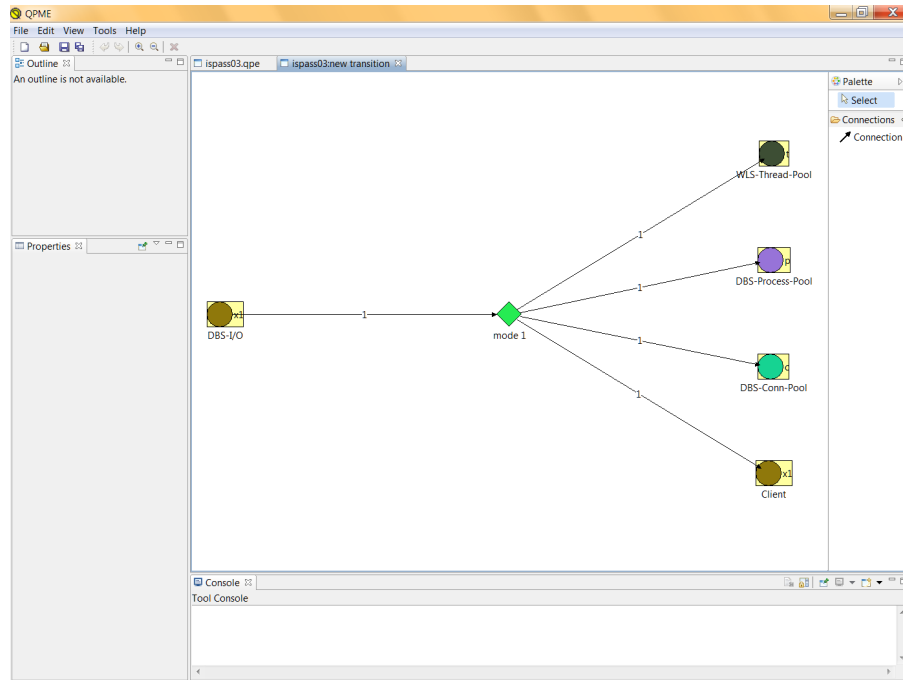 QPME
File Edit View Tools Help
Outline
An outline is not available.
ispass03.qpe
ispass03:new transition
Palette
Select
Connections
Connection
t
WLS-Thread-Pool
1
p
DBS-Process-Pool
1
x1
DBS-I/O
1
mode 1
1
c
DBS-Conn-Pool
1
x1
Client
Properties
Console
Tool Console